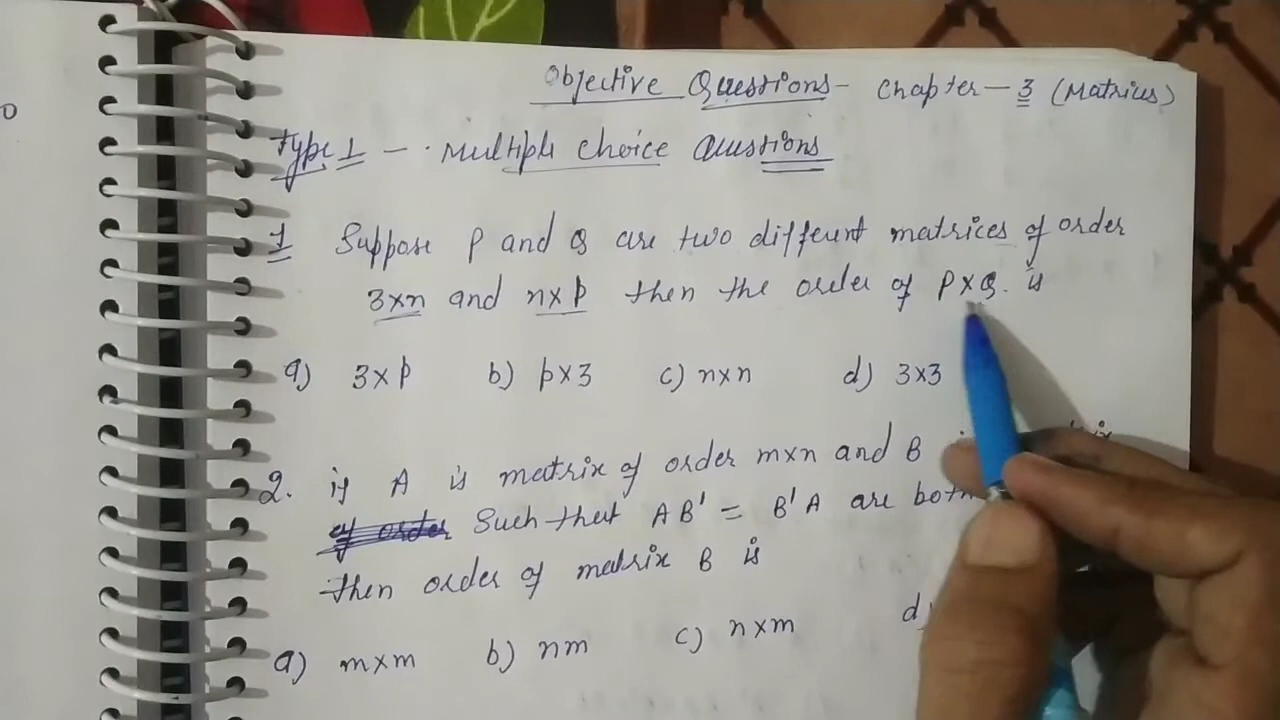 Objective Questions - Chapter - 3 (Matrices)
Type 1 - Multiple Choice Questions
1 Suppose P and Q are two different matrices of order
3×n and n×p then the order of P×Q is
a) 3×p b) p×3 c) n×n d) 3×3
2. if A is matrix of order m×n and B
Such that AB' = B'A are both
then order of matrix B is
a) m×m b) nm c) n×m d)